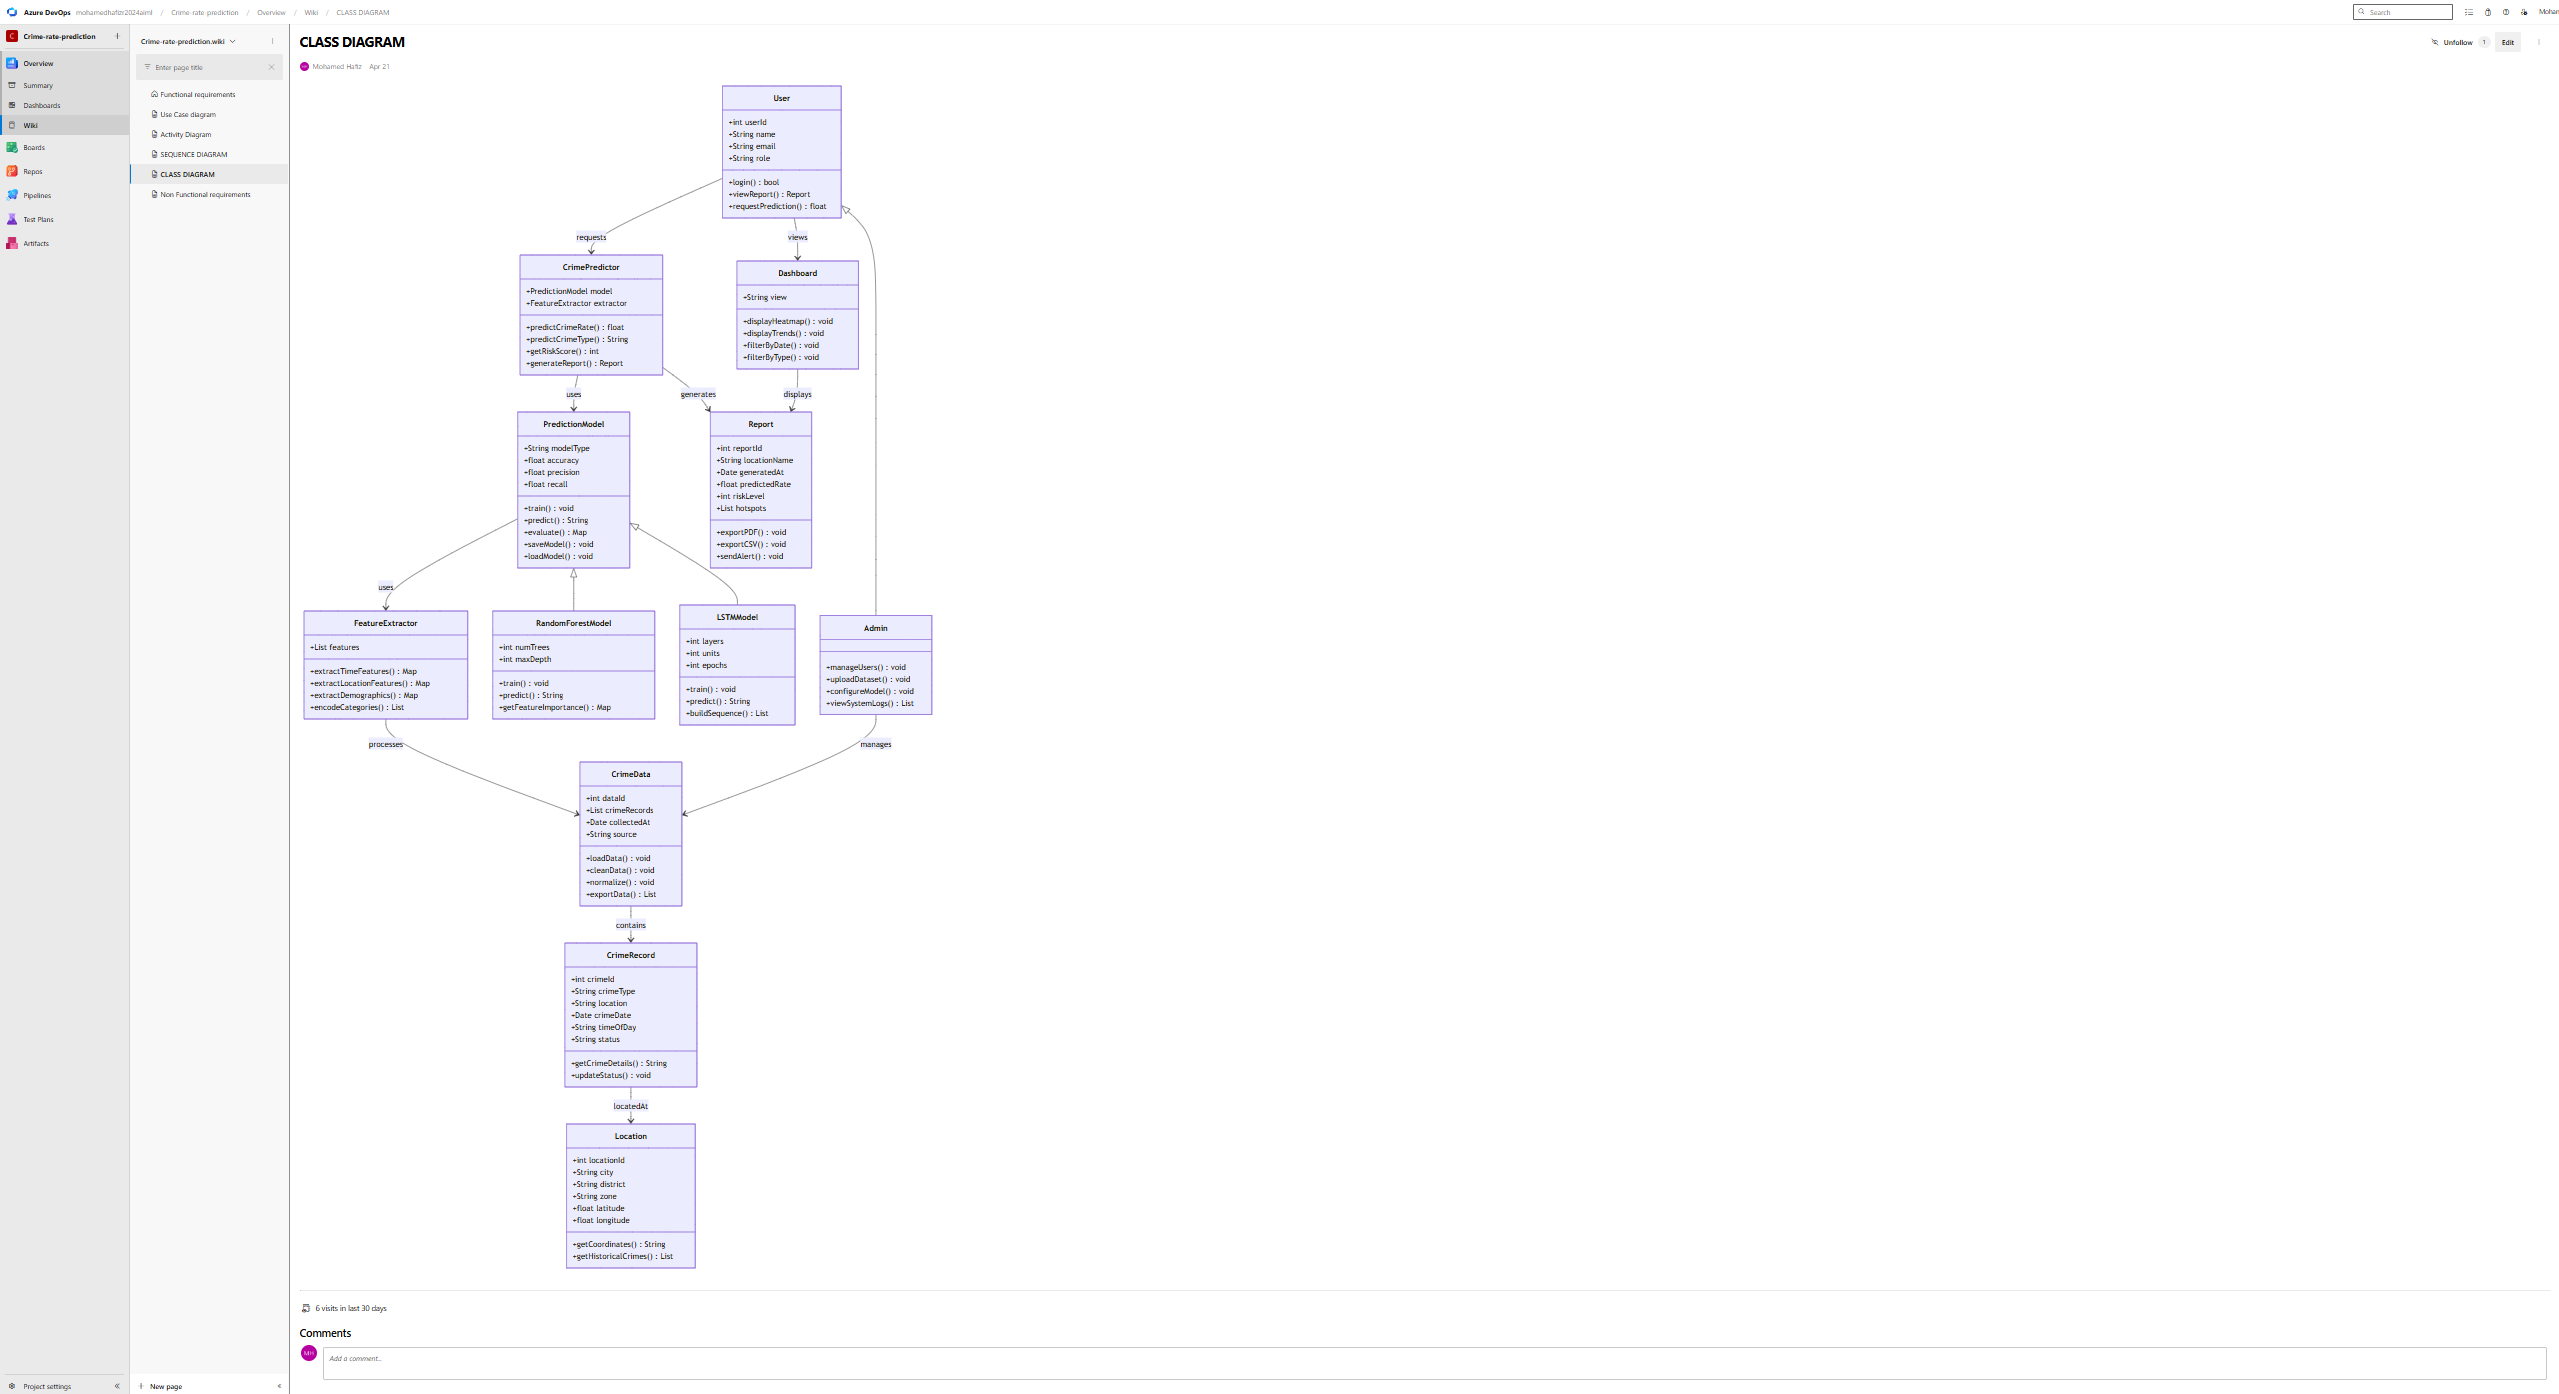 Azure DevOps mohamedhafizr2024aiml / Crime-rate-prediction / Overview / Wiki / CLASS DIAGRAM
Search
Crime-rate-prediction
Overview
Summary
Dashboards
Wiki
Boards
Repos
Pipelines
Test Plans
Artifacts
Project settings
Crime-rate-prediction.wiki
Enter page title
Functional requirements
Use Case diagram
Activity Diagram
SEQUENCE DIAGRAM
CLASS DIAGRAM
Non Functional requirements
New page
CLASS DIAGRAM
Unfollow 1 Edit
Mohamed Hafiz Apr 21
User
+int userId
+String name
+String email
+String role
+login() : bool
+viewReport() : Report
+requestPrediction() : float
requests
views
CrimePredictor
+PredictionModel model
+FeatureExtractor extractor
+predictCrimeRate() : float
+predictCrimeType() : String
+getRiskScore() : int
+generateReport() : Report
Dashboard
+String view
+displayHeatmap() : void
+displayTrends() : void
+filterByDate() : void
+filterByType() : void
uses
generates
displays
PredictionModel
+String modelType
+float accuracy
+float precision
+float recall
+train() : void
+predict() : String
+evaluate() : Map
+saveModel() : void
+loadModel() : void
Report
+int reportId
+String locationName
+Date generatedAt
+float predictedRate
+int riskLevel
+List hotspots
+exportPDF() : void
+exportCSV() : void
+sendAlert() : void
uses
FeatureExtractor
+List features
+extractTimeFeatures() : Map
+extractLocationFeatures() : Map
+extractDemographics() : Map
+encodeCategories() : List
RandomForestModel
+int numTrees
+int maxDepth
+train() : void
+predict() : String
+getFeatureImportance() : Map
LSTMModel
+int layers
+int units
+int epochs
+train() : void
+predict() : String
+buildSequence() : List
Admin
+manageUsers() : void
+uploadDataset() : void
+configureModel() : void
+viewSystemLogs() : List
processes
manages
CrimeData
+int dataId
+List crimeRecords
+Date collectedAt
+String source
+loadData() : void
+cleanData() : void
+normalize() : void
+exportData() : List
contains
CrimeRecord
+int crimeId
+String crimeType
+String location
+Date crimeDate
+String timeOfDay
+String status
+getCrimeDetails() : String
+updateStatus() : void
locatedAt
Location
+int locationId
+String city
+String district
+String zone
+float latitude
+float longitude
+getCoordinates() : String
+getHistoricalCrimes() : List
6 visits in last 30 days
Comments
MH
Add a comment...